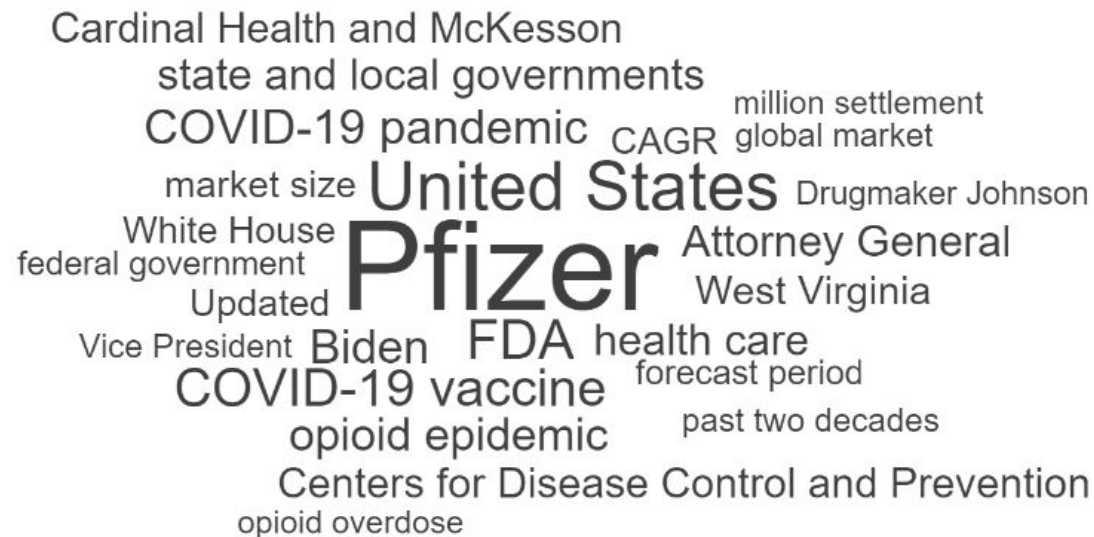 Cardinal Health and McKesson
state and local governments
million settlement
COVID-19 pandemic
CAGR
global market
market size
United States
Drugmaker Johnson
White House
Pfizer
Attorney General
federal government
West Virginia
Updated
Vice President
Biden
FDA
health care
forecast period
COVID-19 vaccine
past two decades
opioid epidemic
Centers for Disease Control and Prevention
opioid overdose